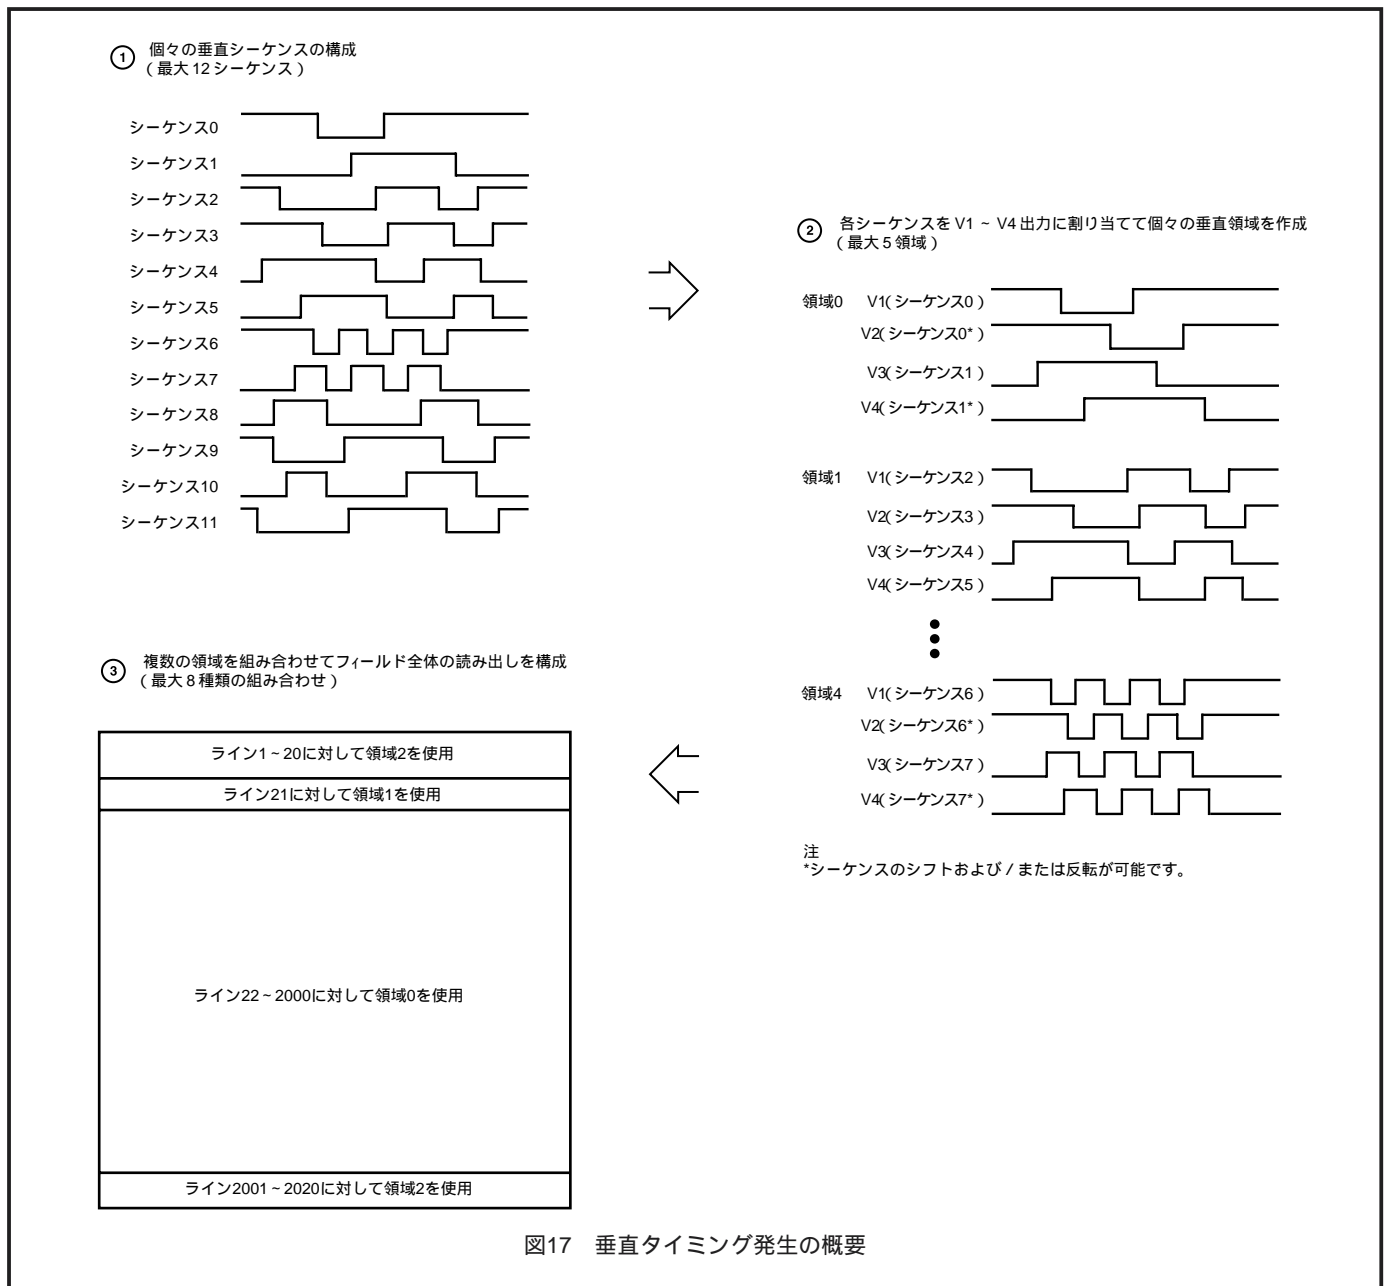 ① 個々の垂直シーケンスの構成
（最大12シーケンス）
シーケンス0
シーケンス1
シーケンス2
シーケンス3
シーケンス4
シーケンス5
シーケンス6
シーケンス7
シーケンス8
シーケンス9
シーケンス10
シーケンス11
② 各シーケンスをV1 ~ V4出力に割り当てて個々の垂直領域を作成
（最大5領域）
領域0 V1(シーケンス0)
V2(シーケンス0*)
V3(シーケンス1)
V4(シーケンス1*)
領域1 V1(シーケンス2)
V2(シーケンス3)
V3(シーケンス4)
V4(シーケンス5)
領域4 V1(シーケンス6)
V2(シーケンス6*)
V3(シーケンス7)
V4(シーケンス7*)
注
*シーケンスのシフトおよび/または反転が可能です。
③ 複数の領域を組み合わせてフィールド全体の読み出しを構成
（最大8種類の組み合わせ）
ライン1~20に対して領域2を使用
ライン21に対して領域1を使用
ライン22~2000に対して領域0を使用
ライン2001~2020に対して領域2を使用
図17 垂直タイミング発生の概要